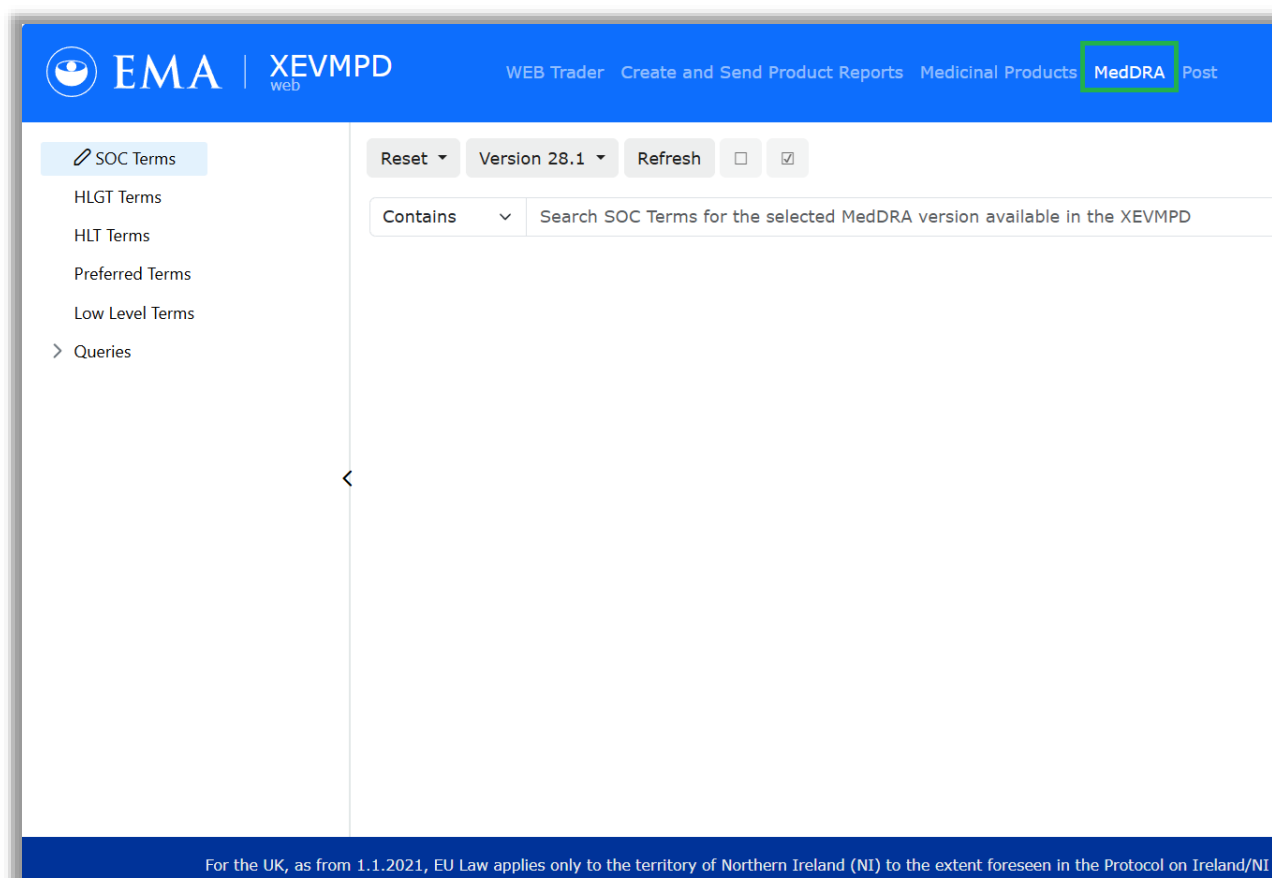 EMA
XEVMPD
web
WEB Trader Create and Send Product Reports Medicinal Products MedDRA Post
SOC Terms
HLGT Terms
HLT Terms
Preferred Terms
Low Level Terms
Queries
Reset Version 28.1 Refresh
Contains Search SOC Terms for the selected MedDRA version available in the XEVMPD
For the UK, as from 1.1.2021, EU Law applies only to the territory of Northern Ireland (NI) to the extent foreseen in the Protocol on Ireland/NI